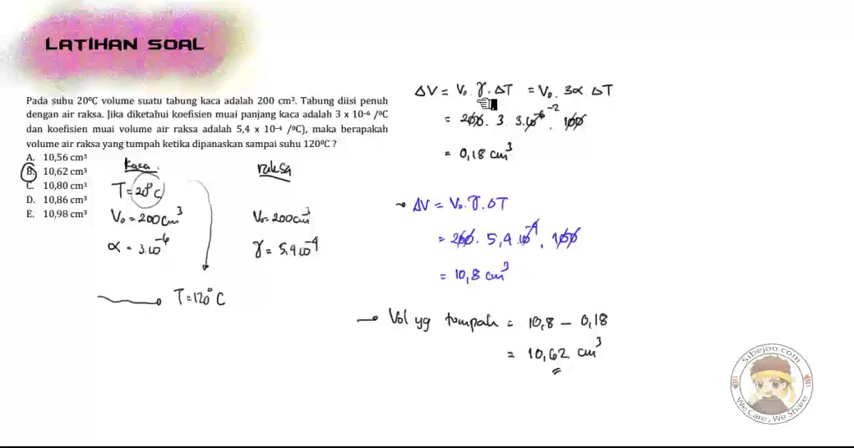 LATIHAN SOAL
Pada suhu 20°C volume suatu tabung kaca adalah 200 cm³. Tabung diisi penuh
dengan air raksa. Jika diketahui koefisien muai panjang kaca adalah 3 x 10⁻⁶ /°C
dan koefisien muai volume air raksa adalah 5,4 x 10⁻⁴ /°C), maka berapakah
volume air raksa yang tumpah ketika dipanaskan sampai suhu 120°C ?
A. 10,56 cm³
B. 10,62 cm³
C. 10,80 cm³
D. 10,86 cm³
E. 10,98 cm³
kaca
T = 20°C
V₀ = 200 cm³
α = 3.10⁻⁶
T = 120°C
raksa
V₀ = 200 cm³
γ = 5,4.10⁻⁴
ΔV = V₀ . γ . ΔT = V₀ . 3α ΔT
= 200 . 3 . 3.10⁻⁶ ⁻² . 100
= 0,18 cm³
→ ΔV = V₀ . γ . ΔT
= 200 . 5,4 . 10⁻⁴ . 100
= 10,8 cm³
→ Vol yg tumpah = 10,8 − 0,18
= 10,62 cm³
Sibejoo.com
We Care, We Share